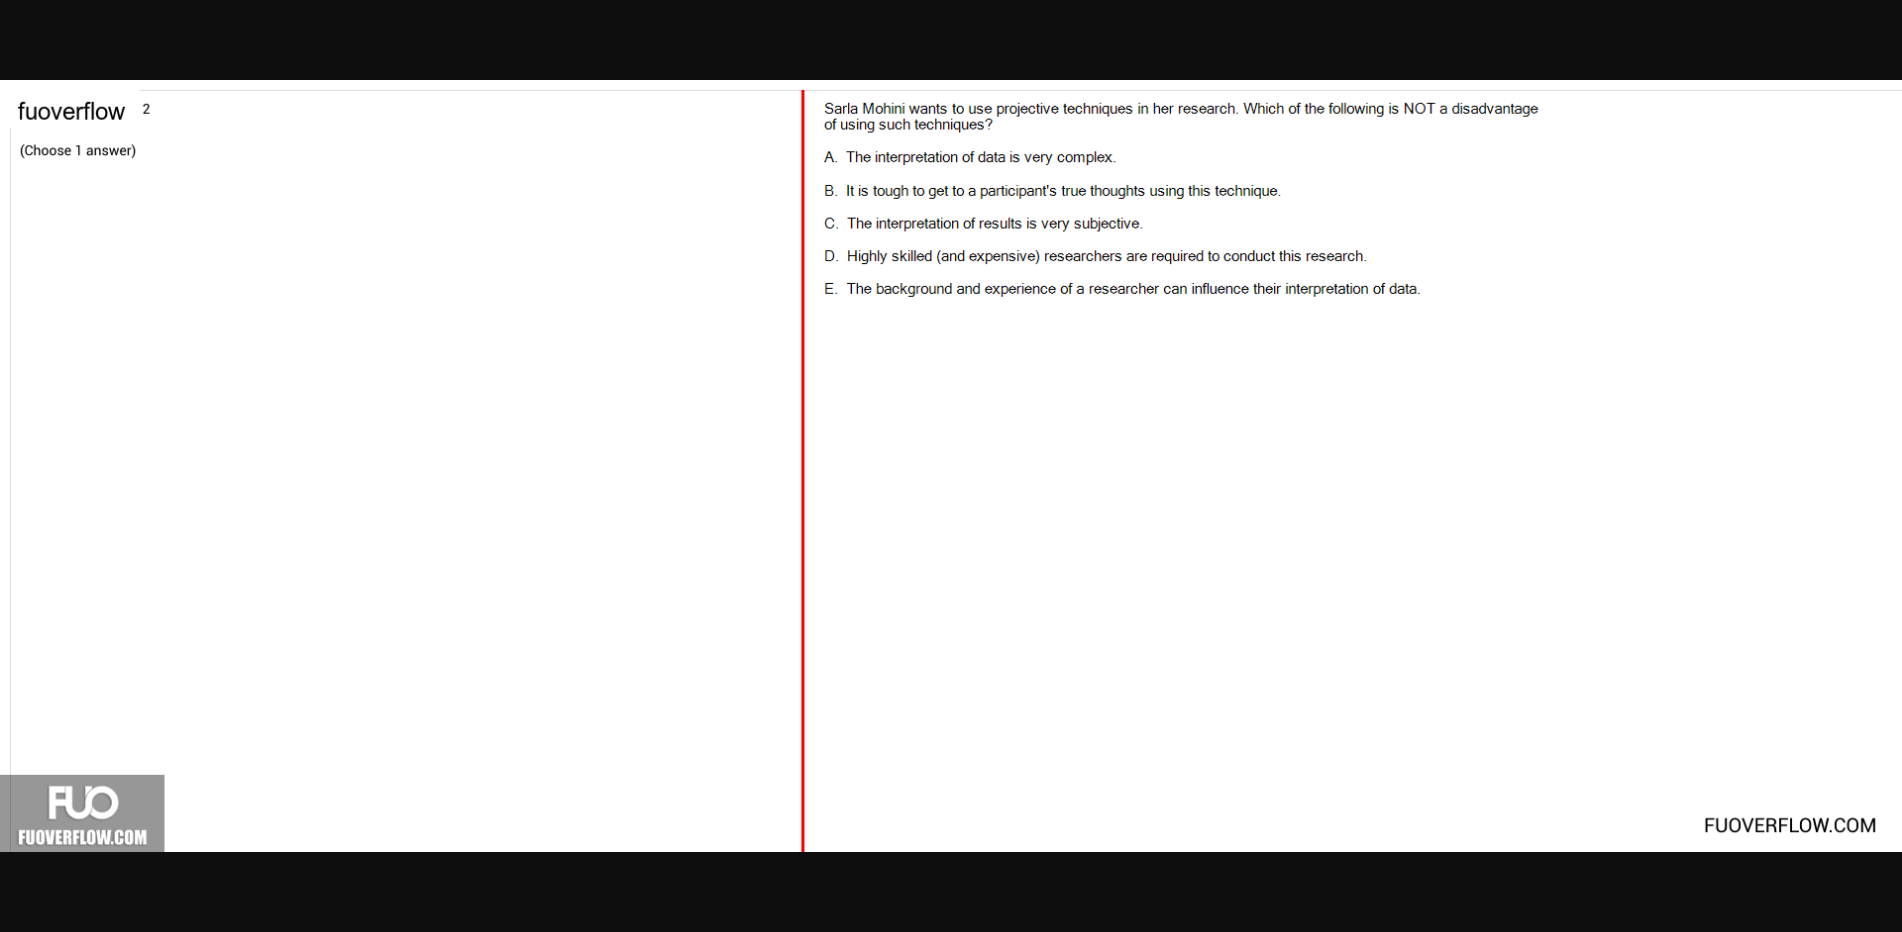 fuoverflow 2
(Choose 1 answer)
Sarla Mohini wants to use projective techniques in her research. Which of the following is NOT a disadvantage
of using such techniques?
A. The interpretation of data is very complex.
B. It is tough to get to a participant's true thoughts using this technique.
C. The interpretation of results is very subjective.
D. Highly skilled (and expensive) researchers are required to conduct this research.
E. The background and experience of a researcher can influence their interpretation of data.
FUO
FUOVERFLOW.COM
FUOVERFLOW.COM